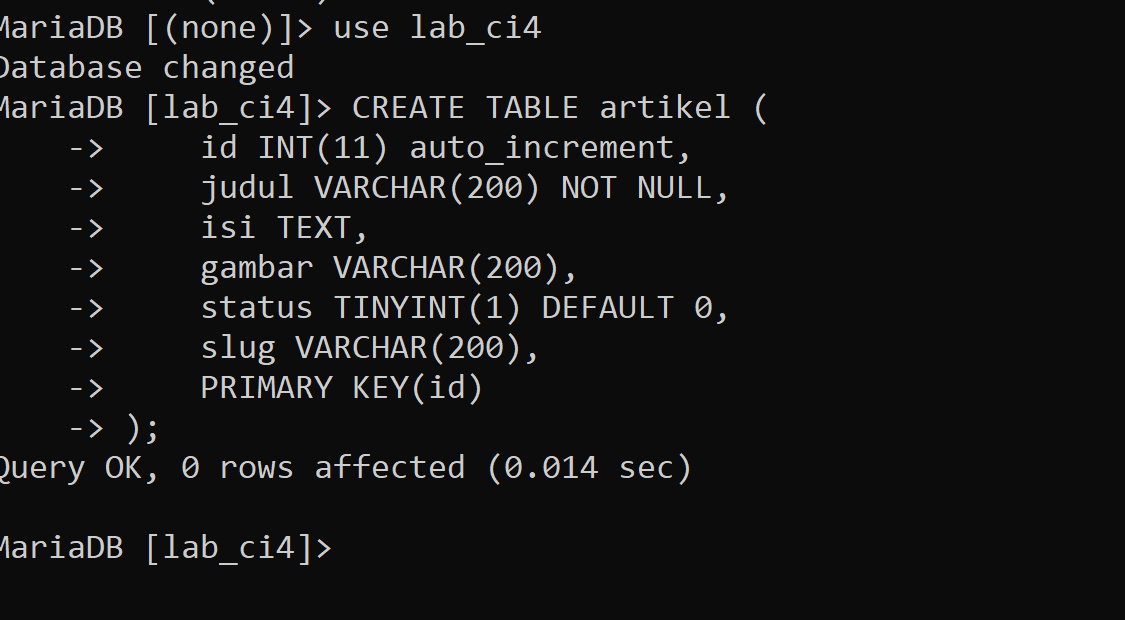 MariaDB [(none)]> use lab_ci4
Database changed
MariaDB [lab_ci4]> CREATE TABLE artikel (
    ->     id INT(11) auto_increment,
    ->     judul VARCHAR(200) NOT NULL,
    ->     isi TEXT,
    ->     gambar VARCHAR(200),
    ->     status TINYINT(1) DEFAULT 0,
    ->     slug VARCHAR(200),
    ->     PRIMARY KEY(id)
    -> );
Query OK, 0 rows affected (0.014 sec)
MariaDB [lab_ci4]>